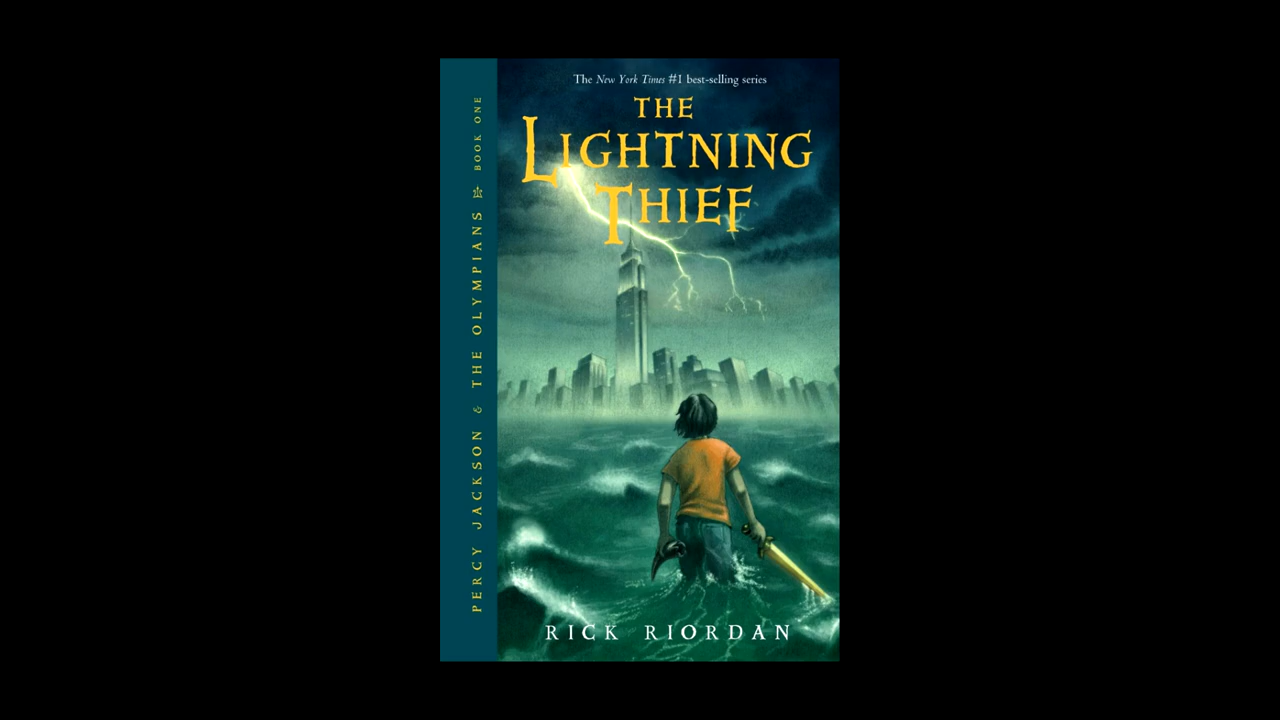 The New York Times #1 best-selling series
THE
LIGHTNING
THIEF
PERCY JACKSON & THE OLYMPIANS BOOK ONE
RICK RIORDAN